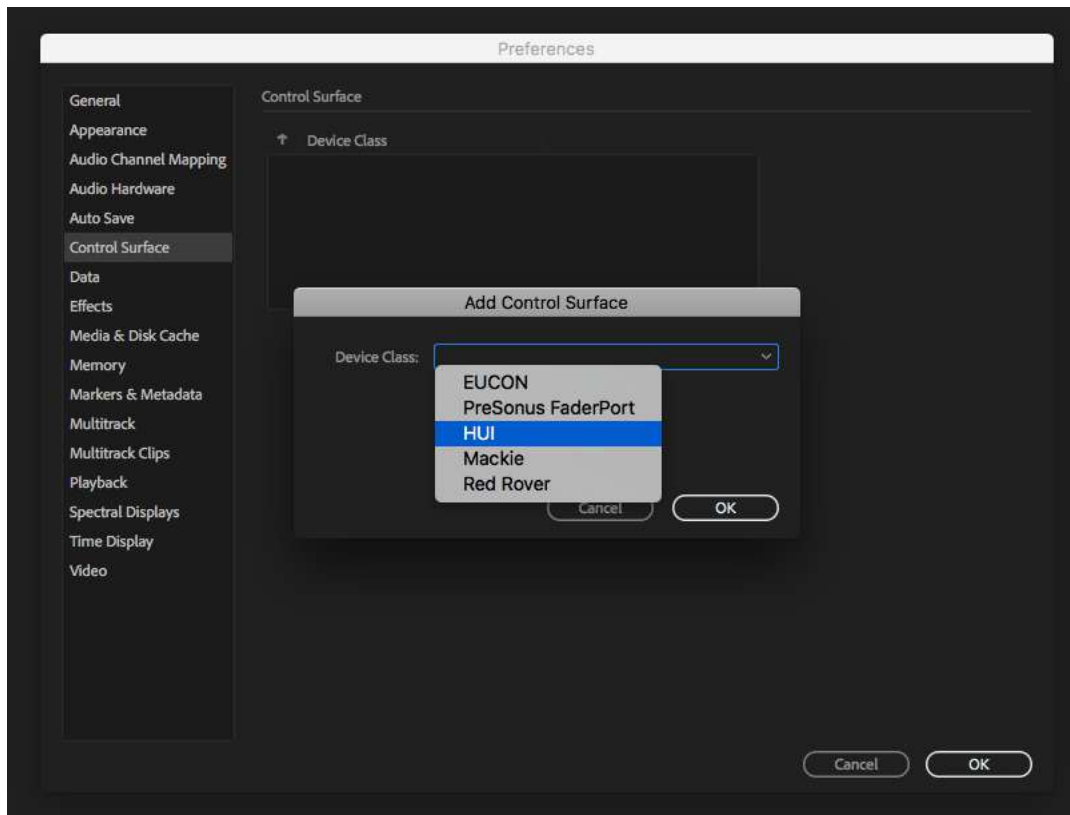 Preferences
General
Appearance
Audio Channel Mapping
Audio Hardware
Auto Save
Control Surface
Data
Effects
Media & Disk Cache
Memory
Markers & Metadata
Multitrack
Multitrack Clips
Playback
Spectral Displays
Time Display
Video
Control Surface
Device Class
Add Control Surface
Device Class:
EUCON
PreSonus FaderPort
HUI
Mackie
Red Rover
Cancel OK
Cancel OK